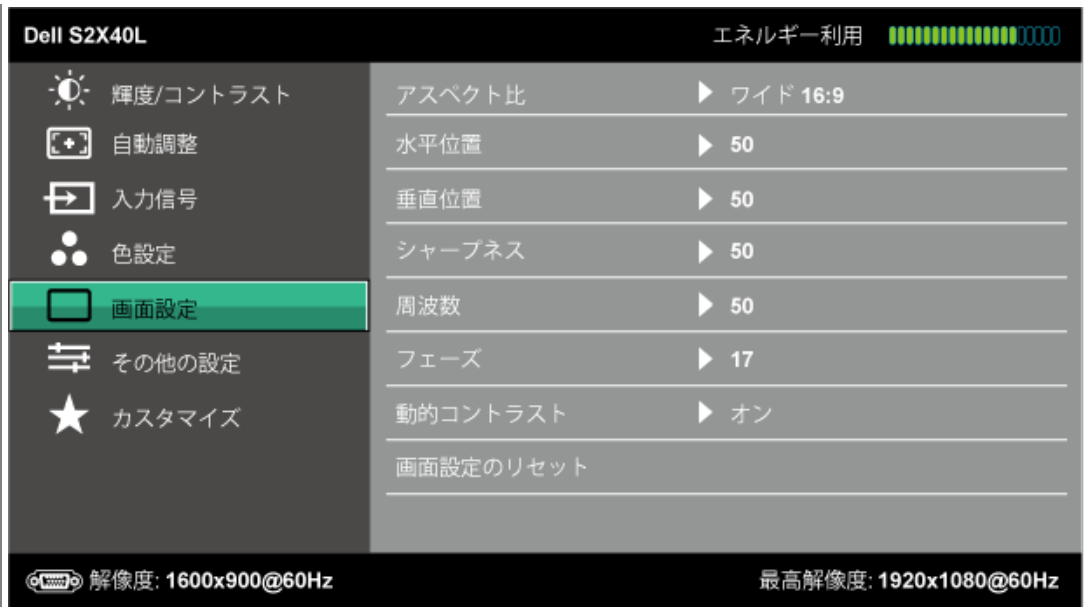 Dell S2X40L エネルギー利用
輝度/コントラスト
自動調整
入力信号
色設定
画面設定
その他の設定
カスタマイズ
アスペクト比 ワイド 16:9
水平位置 50
垂直位置 50
シャープネス 50
周波数 50
フェーズ 17
動的コントラスト オン
画面設定のリセット
解像度: 1600x900@60Hz 最高解像度: 1920x1080@60Hz